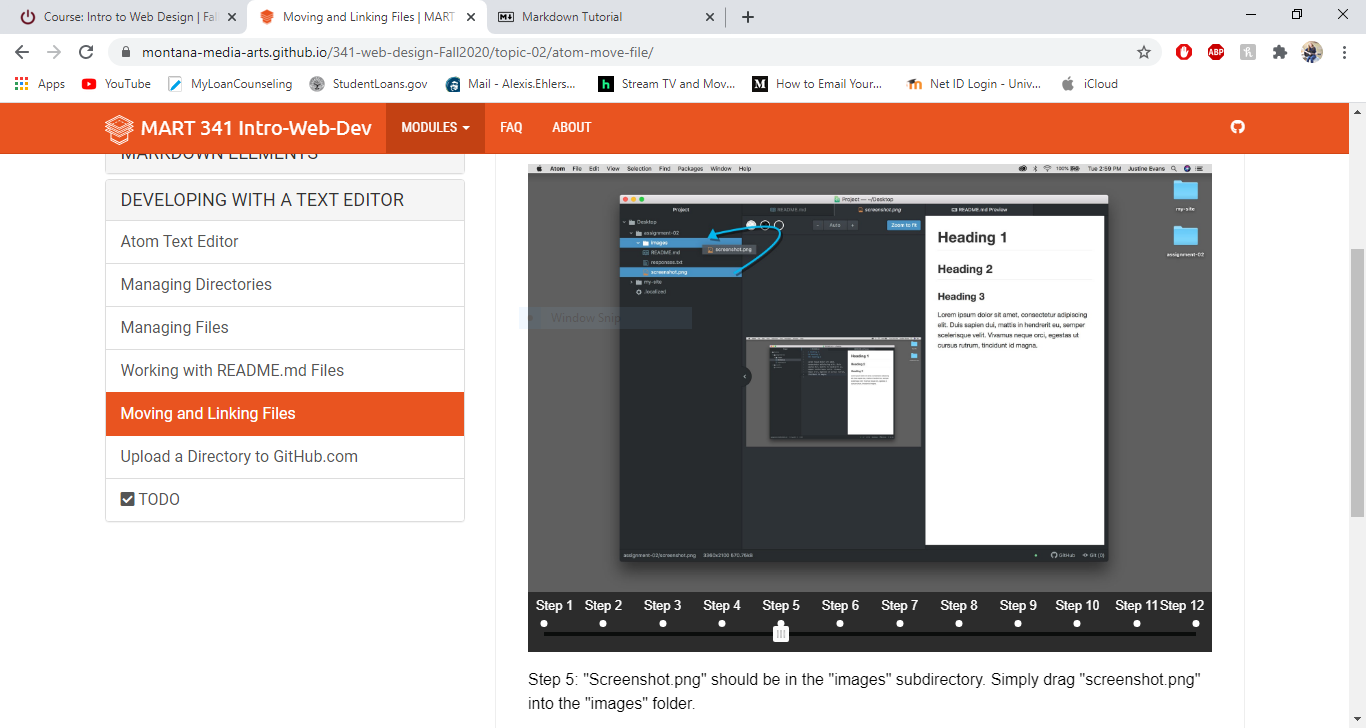 Course: Intro to Web Design | Fal
Moving and Linking Files | MART
Markdown Tutorial
montana-media-arts.github.io/341-web-design-Fall2020/topic-02/atom-move-file/
ABP
Apps
YouTube
MyLoanCounseling
StudentLoans.gov
Mail - Alexis.Ehlers...
Stream TV and Mov...
How to Email Your...
Net ID Login - Univ...
iCloud
MART 341 Intro-Web-Dev
MODULES
FAQ
ABOUT
MARKDOWN ELEMENTS
DEVELOPING WITH A TEXT EDITOR
Atom Text Editor
Managing Directories
Managing Files
Working with README.md Files
Moving and Linking Files
Upload a Directory to GitHub.com
TODO
Atom File Edit View Selection Find Packages Window Help
100% Tue 2:59 PM Justine Evans
my-site
assignment-02
Project — ~/Desktop
Project
README.md
screenshot.png
README.md Preview
Desktop
assignment-02
images
README.md
responses.txt
screenshot.png
my-site
.localized
screenshot.png
- Auto +
Zoom to fit
Heading 1
Heading 2
Heading 3
Lorem ipsum dolor sit amet, consectetur adipiscing
elit. Duis sapien dui, mattis in hendrerit eu, semper
scelerisque velit. Vivamus neque orci, egestas ut
cursus rutrum, tincidunt id magna.
Window Snip
Heading 1
Heading 2
Heading 3
assignment-02/screenshot.png
GitHub
Git (0)
Step 1 Step 2 Step 3 Step 4 Step 5 Step 6 Step 7 Step 8 Step 9 Step 10 Step 11 Step 12
Step 5: "Screenshot.png" should be in the "images" subdirectory. Simply drag "screenshot.png"
into the "images" folder.